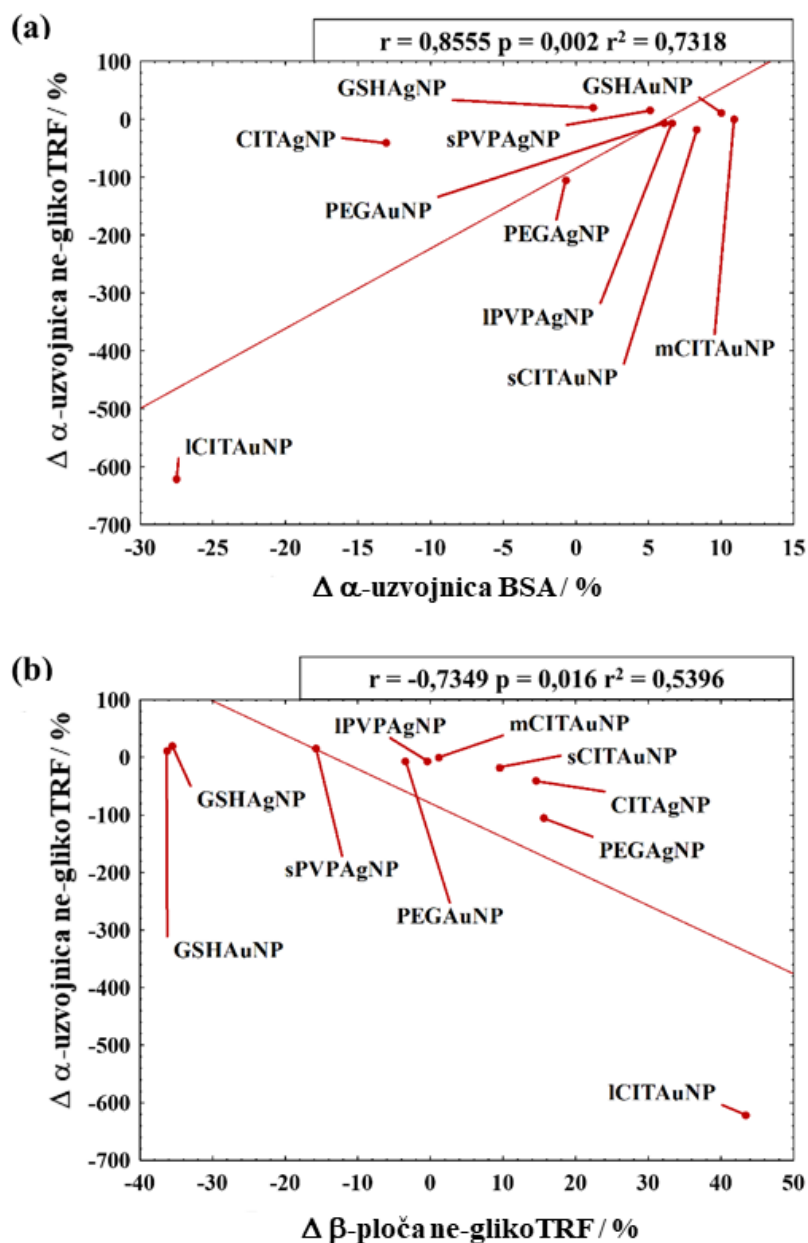 (a)
r = 0,8555 p = 0,002 r² = 0,7318
Δ α-uzvojnica ne-glikoTRF / %
100
0
-100
-200
-300
-400
-500
-600
-700
GSHAgNP
GSHAuNP
CITAgNP
sPVPAgNP
PEGAuNP
PEGAgNP
lPVPAgNP
mCITAuNP
sCITAuNP
lCITAuNP
-30 -25 -20 -15 -10 -5 0 5 10 15
Δ α-uzvojnica BSA / %
(b)
r = -0,7349 p = 0,016 r² = 0,5396
Δ α-uzvojnica ne-glikoTRF / %
100
0
-100
-200
-300
-400
-500
-600
-700
lPVPAgNP
mCITAuNP
sCITAuNP
GSHAgNP
CITAgNP
PEGAgNP
sPVPAgNP
PEGAuNP
GSHAuNP
lCITAuNP
-40 -30 -20 -10 0 10 20 30 40 50
Δ β-ploča ne-glikoTRF / %